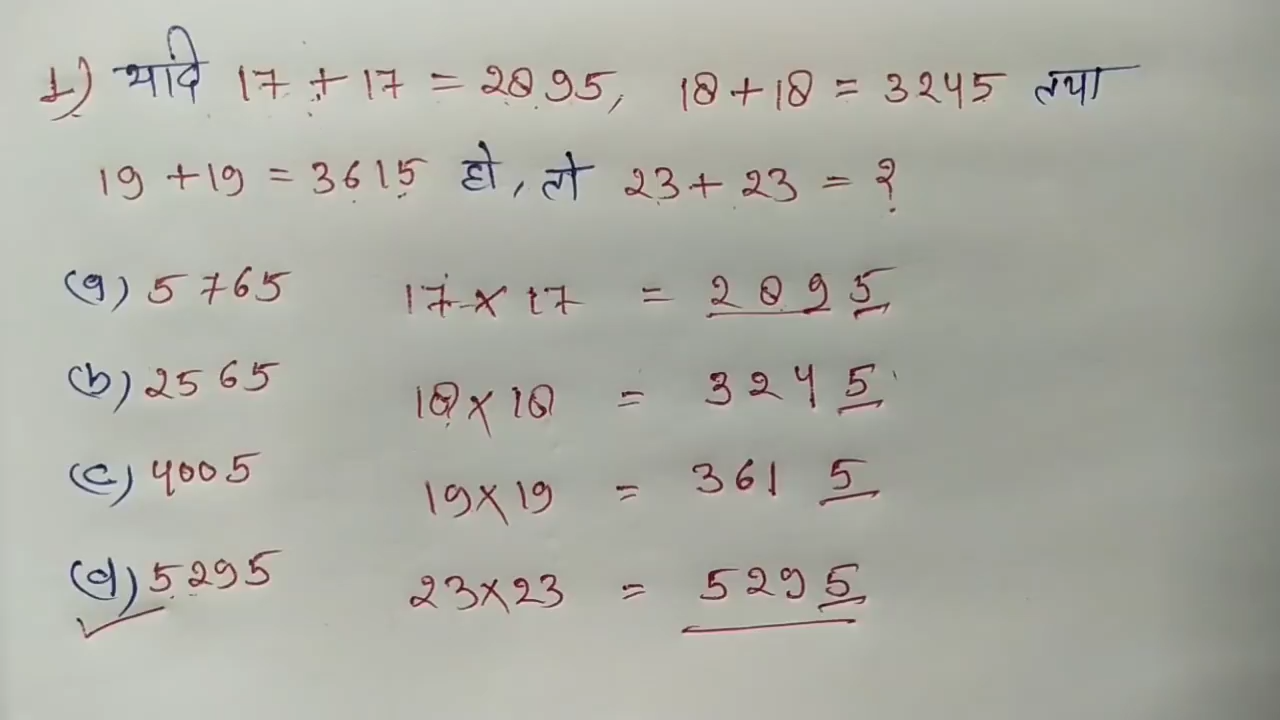 1) यदि 17 + 17 = 2895, 18 + 18 = 3245 तथा
19 + 19 = 3615 हो, तो 23 + 23 = ?
(a) 5765 17 × 17 = 2895
(b) 2565 18 × 18 = 3245
(c) 4005 19 × 19 = 3615
(d) 5295 23 × 23 = 5295